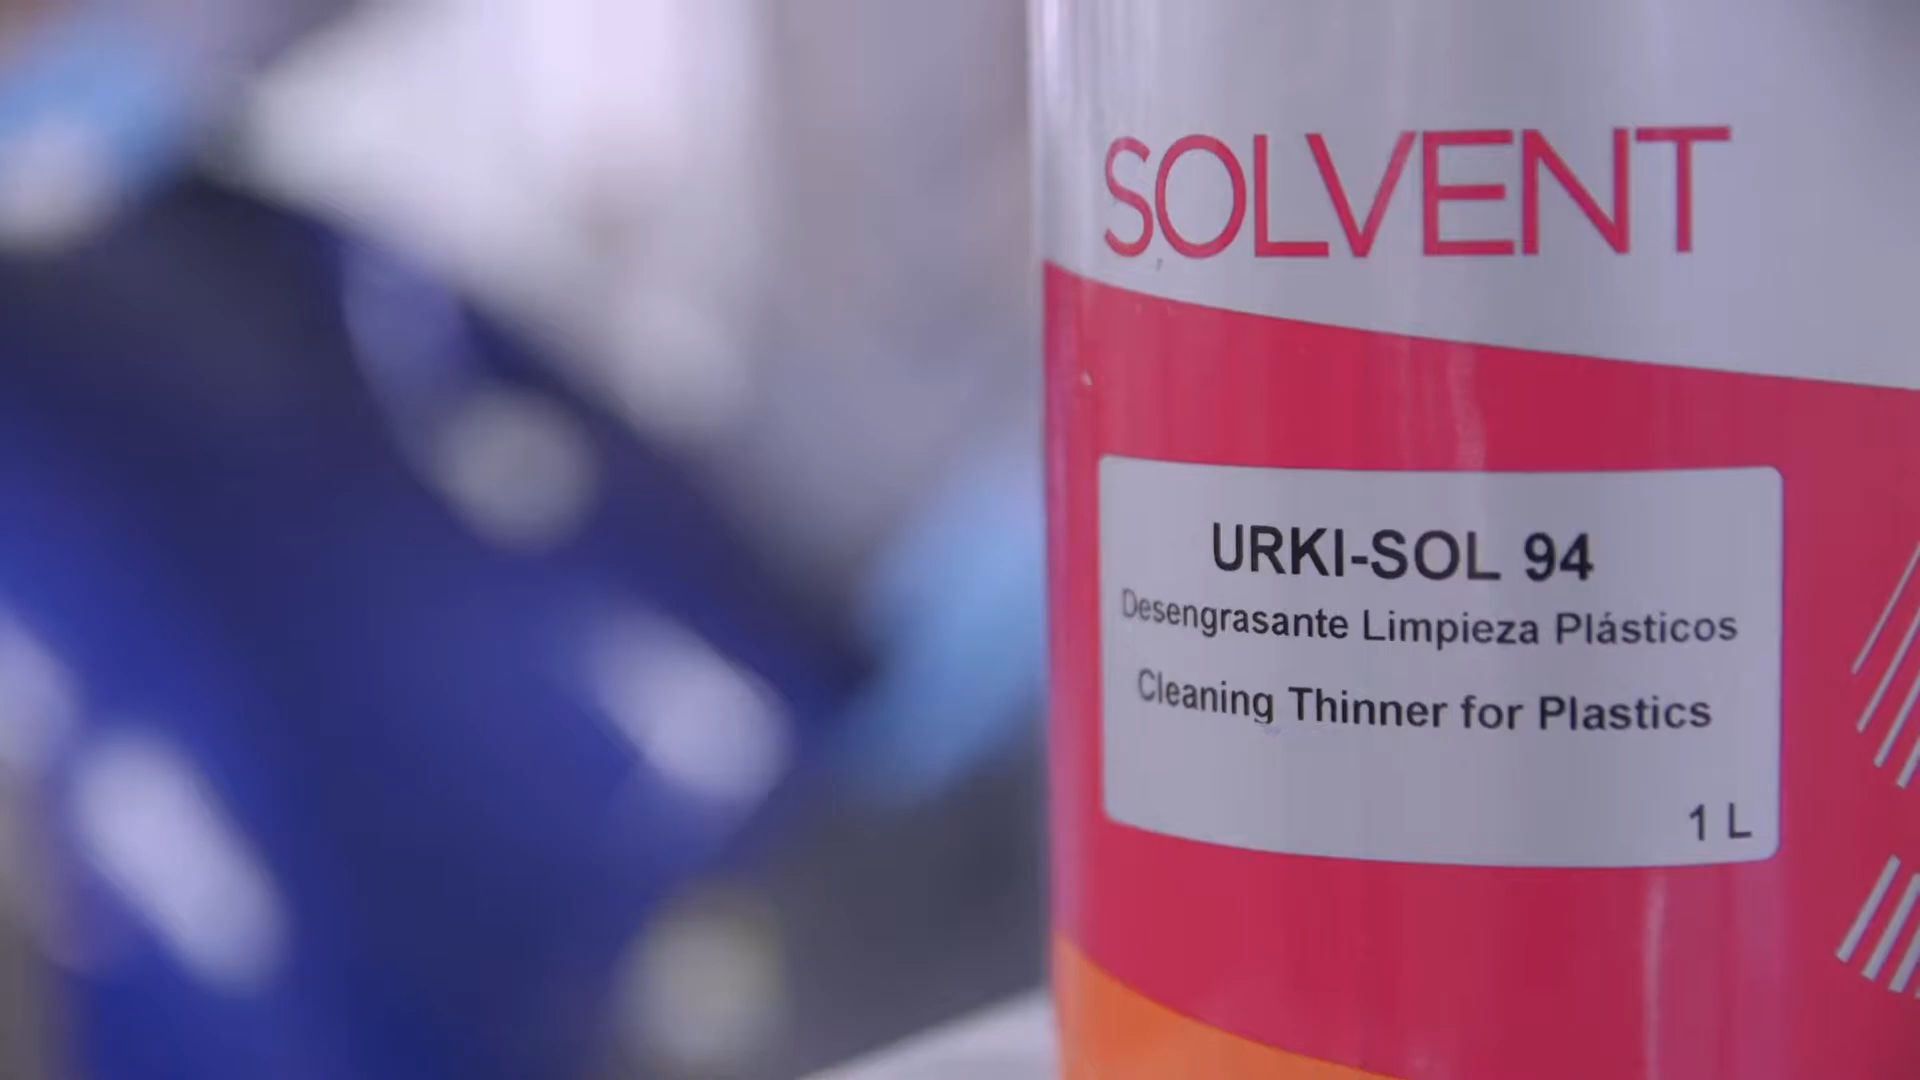 SOLVENT
URKI-SOL 94
Desengrasante Limpieza Plásticos
Cleaning Thinner for Plastics
1 L